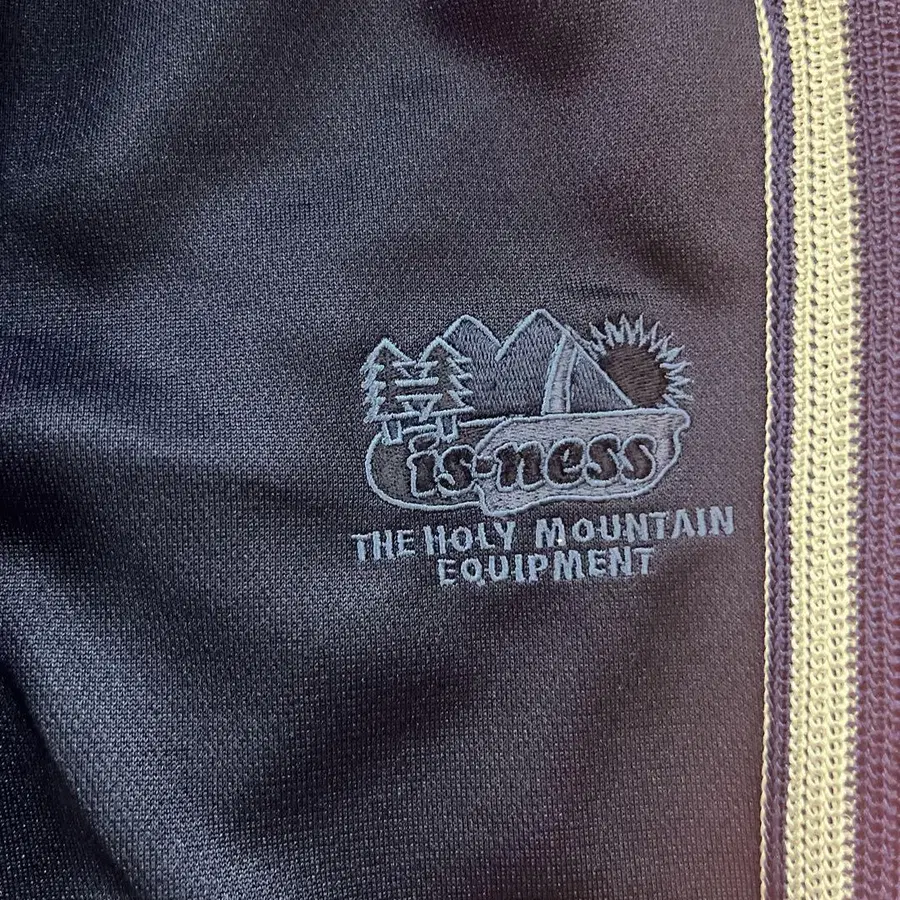 is-ness
THE HOLY MOUNTAIN
EQUIPMENT